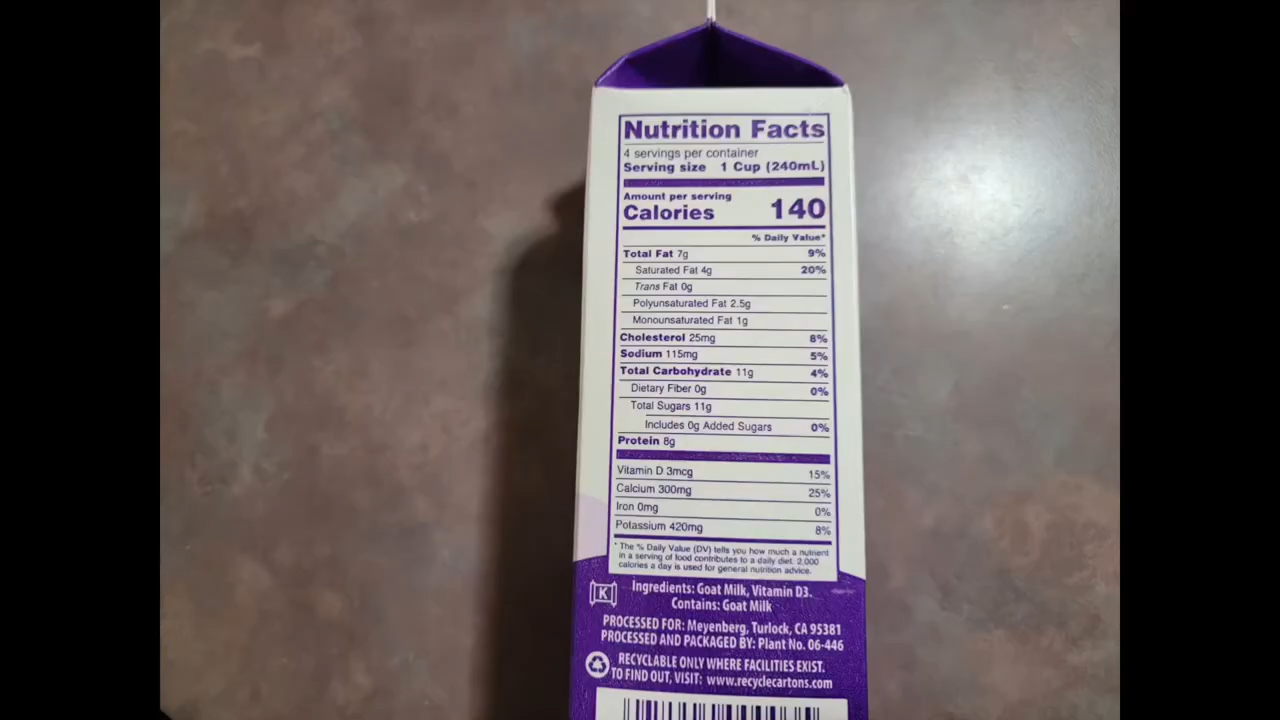 Nutrition Facts
4 servings per container
Serving size 1 Cup (240mL)
Amount per serving
Calories 140
% Daily Value*
Total Fat 7g 9%
Saturated Fat 4g 20%
Trans Fat 0g
Polyunsaturated Fat 2.5g
Monounsaturated Fat 1g
Cholesterol 25mg 8%
Sodium 115mg 5%
Total Carbohydrate 11g 4%
Dietary Fiber 0g 0%
Total Sugars 11g
Includes 0g Added Sugars 0%
Protein 8g
Vitamin D 3mcg 15%
Calcium 300mg 25%
Iron 0mg 0%
Potassium 420mg 8%
* The % Daily Value (DV) tells you how much a nutrient
in a serving of food contributes to a daily diet. 2,000
calories a day is used for general nutrition advice.
K
Ingredients: Goat Milk, Vitamin D3.
Contains: Goat Milk
PROCESSED FOR: Meyenberg, Turlock, CA 95381
PROCESSED AND PACKAGED BY: Plant No. 06-446
RECYCLABLE ONLY WHERE FACILITIES EXIST.
TO FIND OUT, VISIT: www.recyclecartons.com